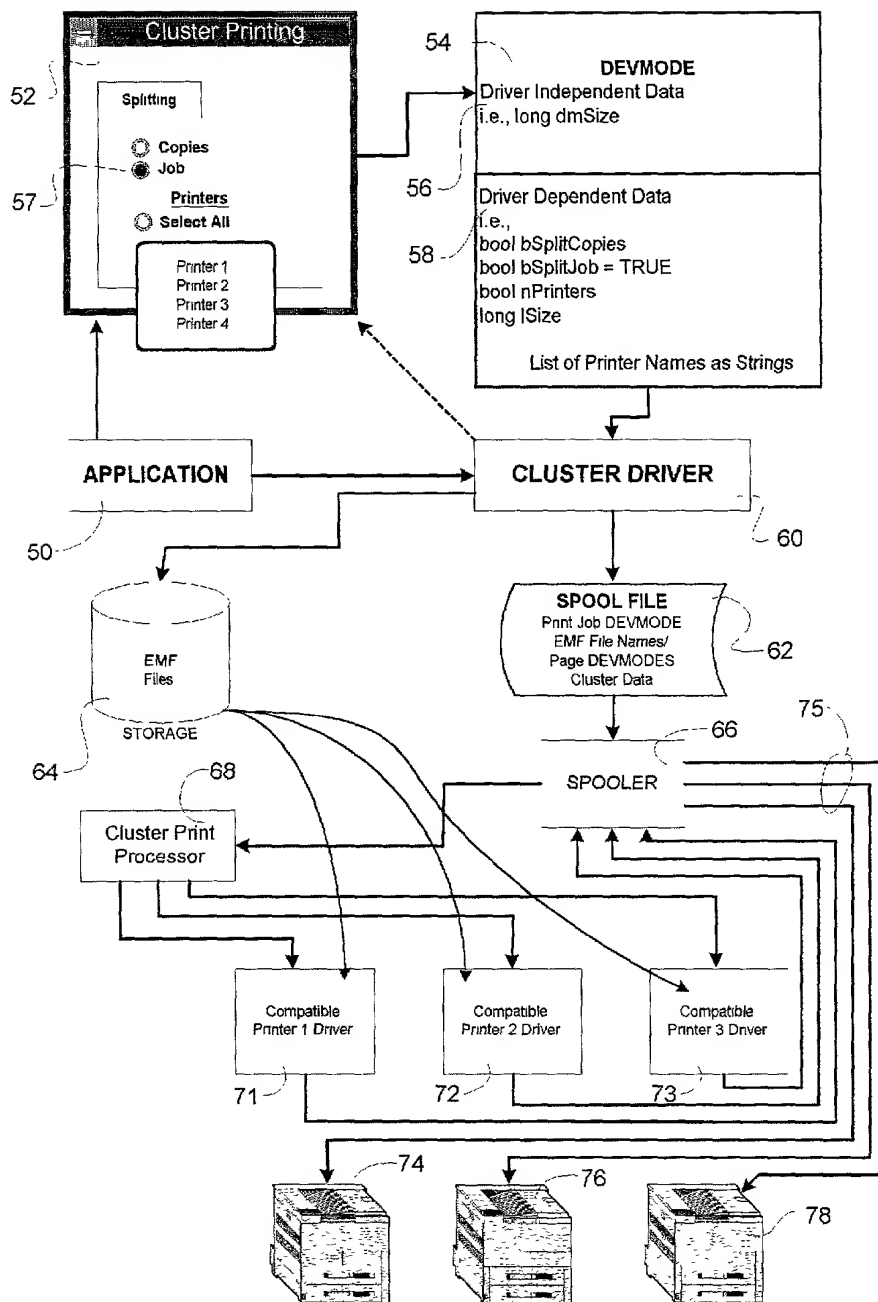 Cluster Printing
52
Splitting
Copies
Job
57
Printers
Select All
Printer 1
Printer 2
Printer 3
Printer 4
54
DEVMODE
Driver Independent Data
i.e., long dmSize
56
Driver Dependent Data
i.e.,
58
bool bSplitCopies
bool bSplitJob = TRUE
bool nPrinters
long lSize
List of Printer Names as Strings
APPLICATION
50
CLUSTER DRIVER
60
EMF
Files
STORAGE
64
SPOOL FILE
Print Job DEVMODE
EMF File Names/
Page DEVMODES
Cluster Data
62
66
75
SPOOLER
68
Cluster Print
Processor
Compatible
Printer 1 Driver
71
Compatible
Printer 2 Driver
72
Compatible
Printer 3 Driver
73
74
76
78